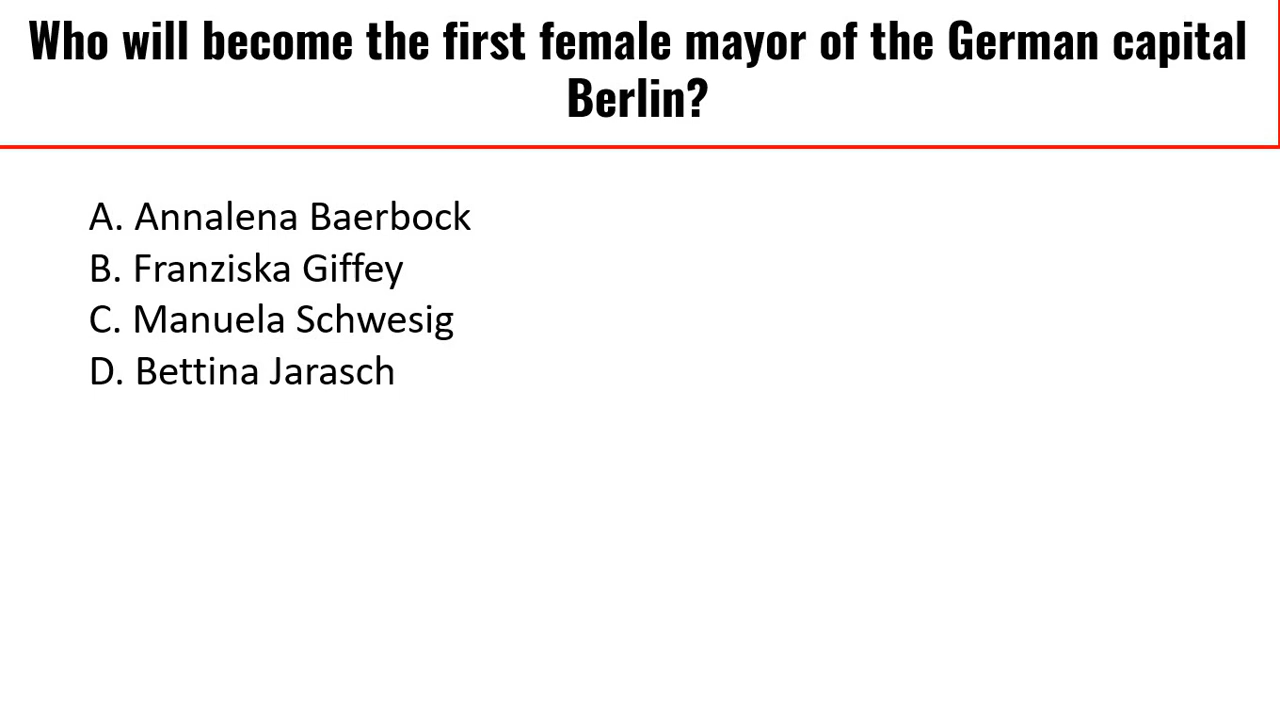 Who will become the first female mayor of the German capital
Berlin?
A. Annalena Baerbock
B. Franziska Giffey
C. Manuela Schwesig
D. Bettina Jarasch